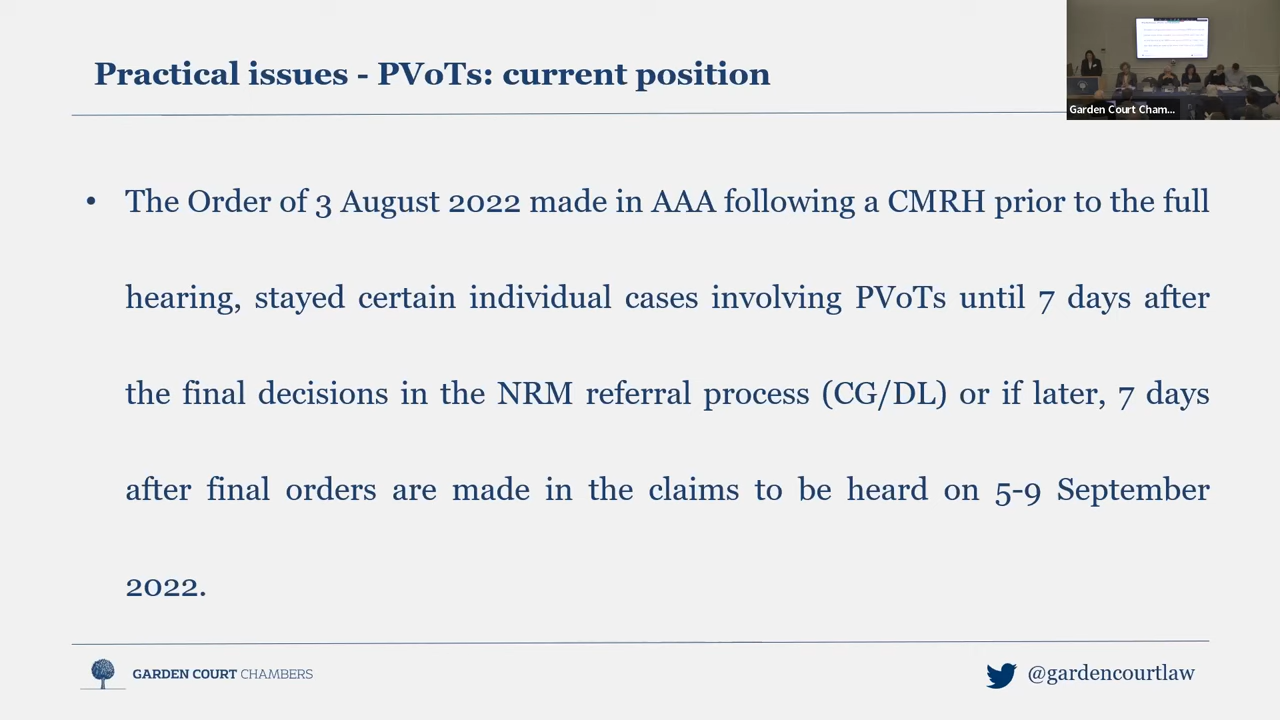 Practical issues - PVoTs: current position
Garden Court Cham...
• The Order of 3 August 2022 made in AAA following a CMRH prior to the full
hearing, stayed certain individual cases involving PVoTs until 7 days after
the final decisions in the NRM referral process (CG/DL) or if later, 7 days
after final orders are made in the claims to be heard on 5-9 September
2022.
GARDEN COURT CHAMBERS
@gardencourtlaw